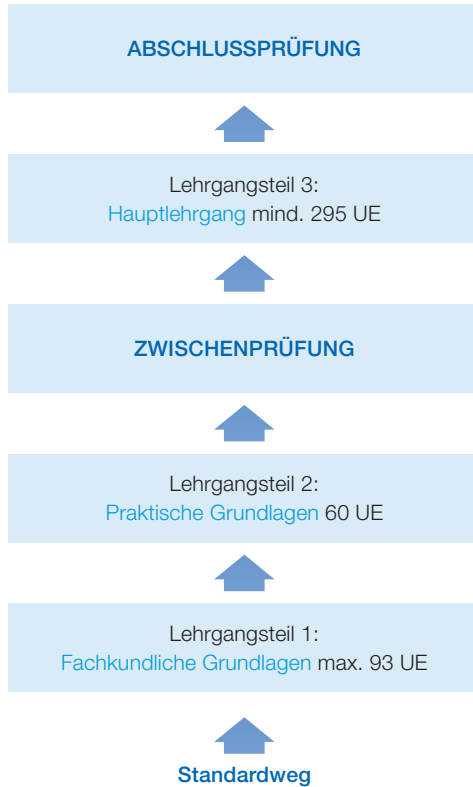 ABSCHLUSSPRÜFUNG
Lehrgangsteil 3:
Hauptlehrgang mind. 295 UE
ZWISCHENPRÜFUNG
Lehrgangsteil 2:
Praktische Grundlagen 60 UE
Lehrgangsteil 1:
Fachkundliche Grundlagen max. 93 UE
Standardweg